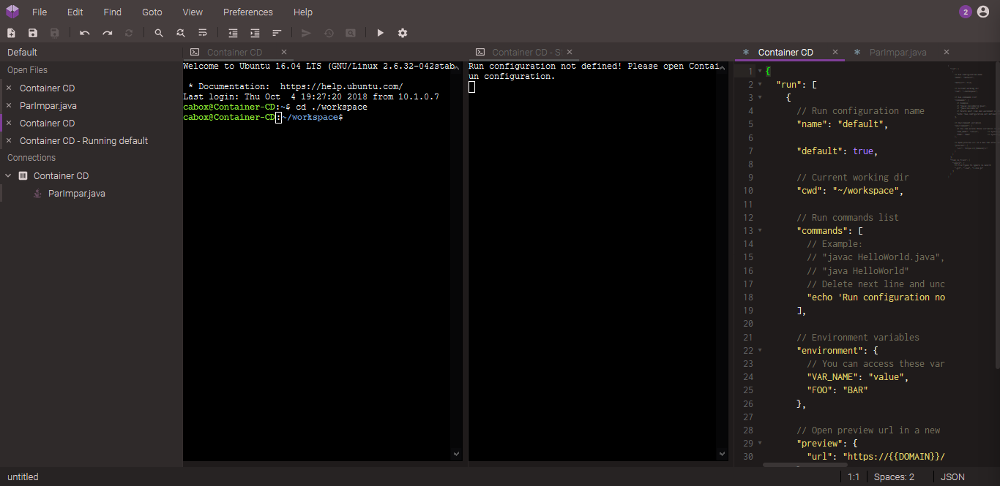 File Edit Find Goto View Preferences Help
2
Default
Open Files
Container CD
ParImpar.java
Container CD
Container CD - Running default
Connections
Container CD
ParImpar.java
Container CD
Welcome to Ubuntu 16.04 LTS (GNU/Linux 2.6.32-042stab
* Documentation: https://help.ubuntu.com/
Last login: Thu Oct 4 19:27:20 2018 from 10.1.0.7
cabox@Container-CD:~$ cd ./workspace
cabox@Container-CD:~/workspace$
Container CD - S
Run configuration not defined! Please open Contai
un configuration.
Container CD
ParImpar.java
1 {
2 "run": [
3 {
4 // Run configuration name
5 "name": "default",
6
7 "default": true,
8
9 // Current working dir
10 "cwd": "~/workspace",
11
12 // Run commands list
13 "commands": [
14 // Example:
15 // "javac HelloWorld.java",
16 // "java HelloWorld"
17 // Delete next line and unc
18 "echo 'Run configuration no
19 ],
20
21 // Environment variables
22 "environment": {
23 // You can access these var
24 "VAR_NAME": "value",
25 "FOO": "BAR"
26 },
27
28 // Open preview url in a new
29 "preview": {
30 "url": "https://{{DOMAIN}}/
untitled
1:1
Spaces: 2
JSON